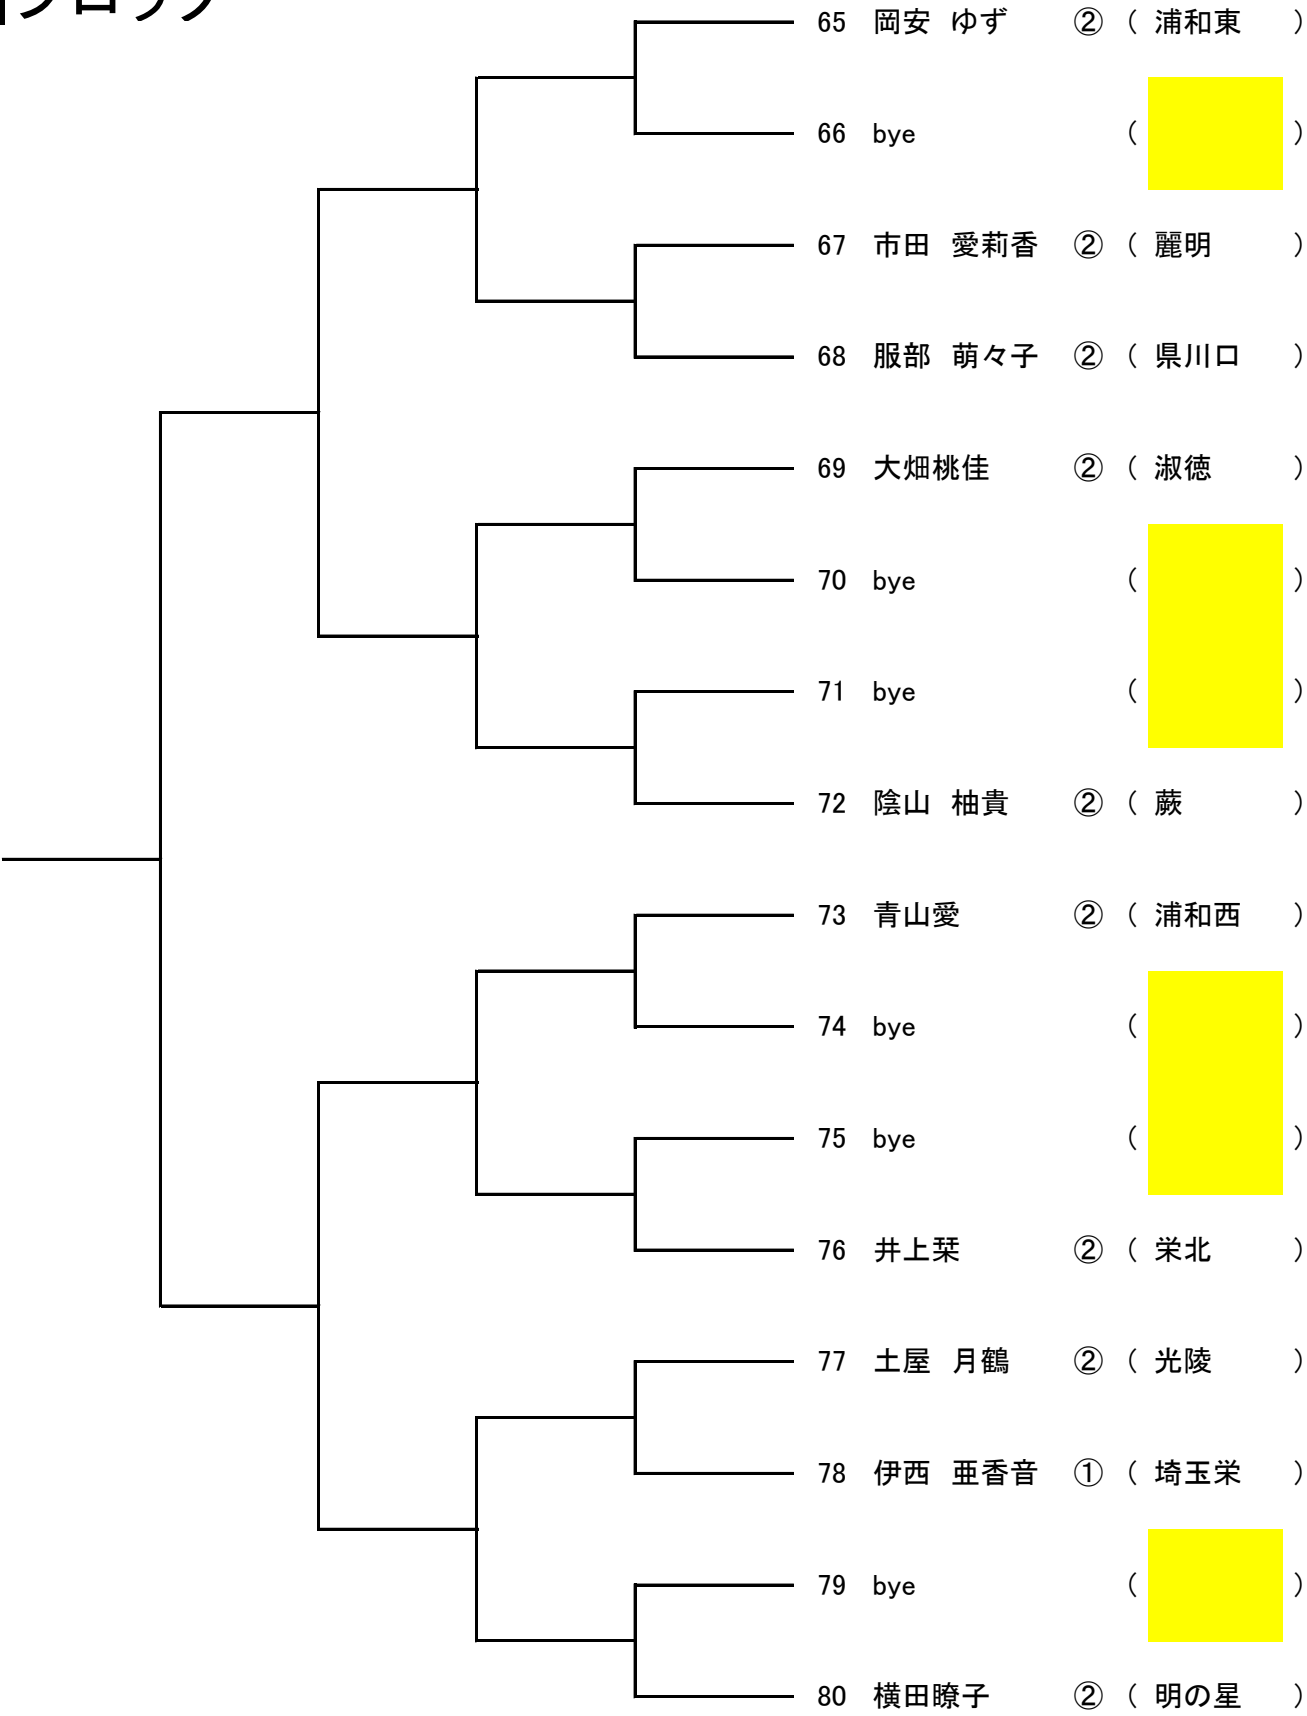 ブロック
65 岡安 ゆず ② ( 浦和東 )
66 bye ( )
67 市田 愛莉香 ② ( 麗明 )
68 服部 萌々子 ② ( 県川口 )
69 大畑桃佳 ② ( 淑徳 )
70 bye ( )
71 bye ( )
72 陰山 柚貴 ② ( 蕨 )
73 青山愛 ② ( 浦和西 )
74 bye ( )
75 bye ( )
76 井上栞 ② ( 栄北 )
77 土屋 月鶴 ② ( 光陵 )
78 伊西 亜香音 ① ( 埼玉栄 )
79 bye ( )
80 横田瞭子 ② ( 明の星 )